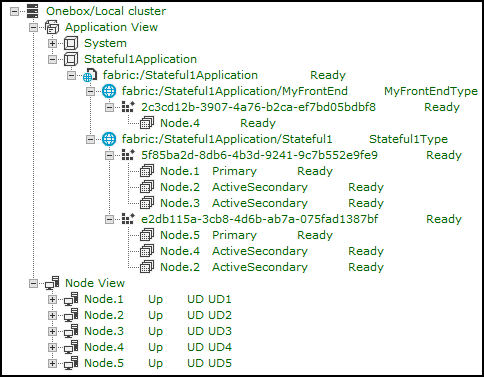 Onebox/Local cluster
Application View
System
Stateful1Application
fabric:/Stateful1Application Ready
fabric:/Stateful1Application/MyFrontEnd MyFrontEndType
2c3cd12b-3907-4a76-b2ca-ef7bd05bdbf8 Ready
Node.4 Ready
fabric:/Stateful1Application/Stateful1 Stateful1Type
5f85ba2d-8db6-4b3d-9241-9c7b552e9fe9 Ready
Node.1 Primary Ready
Node.2 ActiveSecondary Ready
Node.3 ActiveSecondary Ready
e2db115a-3cb8-4d6b-ab7a-075fad1387bf Ready
Node.5 Primary Ready
Node.4 ActiveSecondary Ready
Node.2 ActiveSecondary Ready
Node View
Node.1 Up UD UD1
Node.2 Up UD UD2
Node.3 Up UD UD3
Node.4 Up UD UD4
Node.5 Up UD UD5